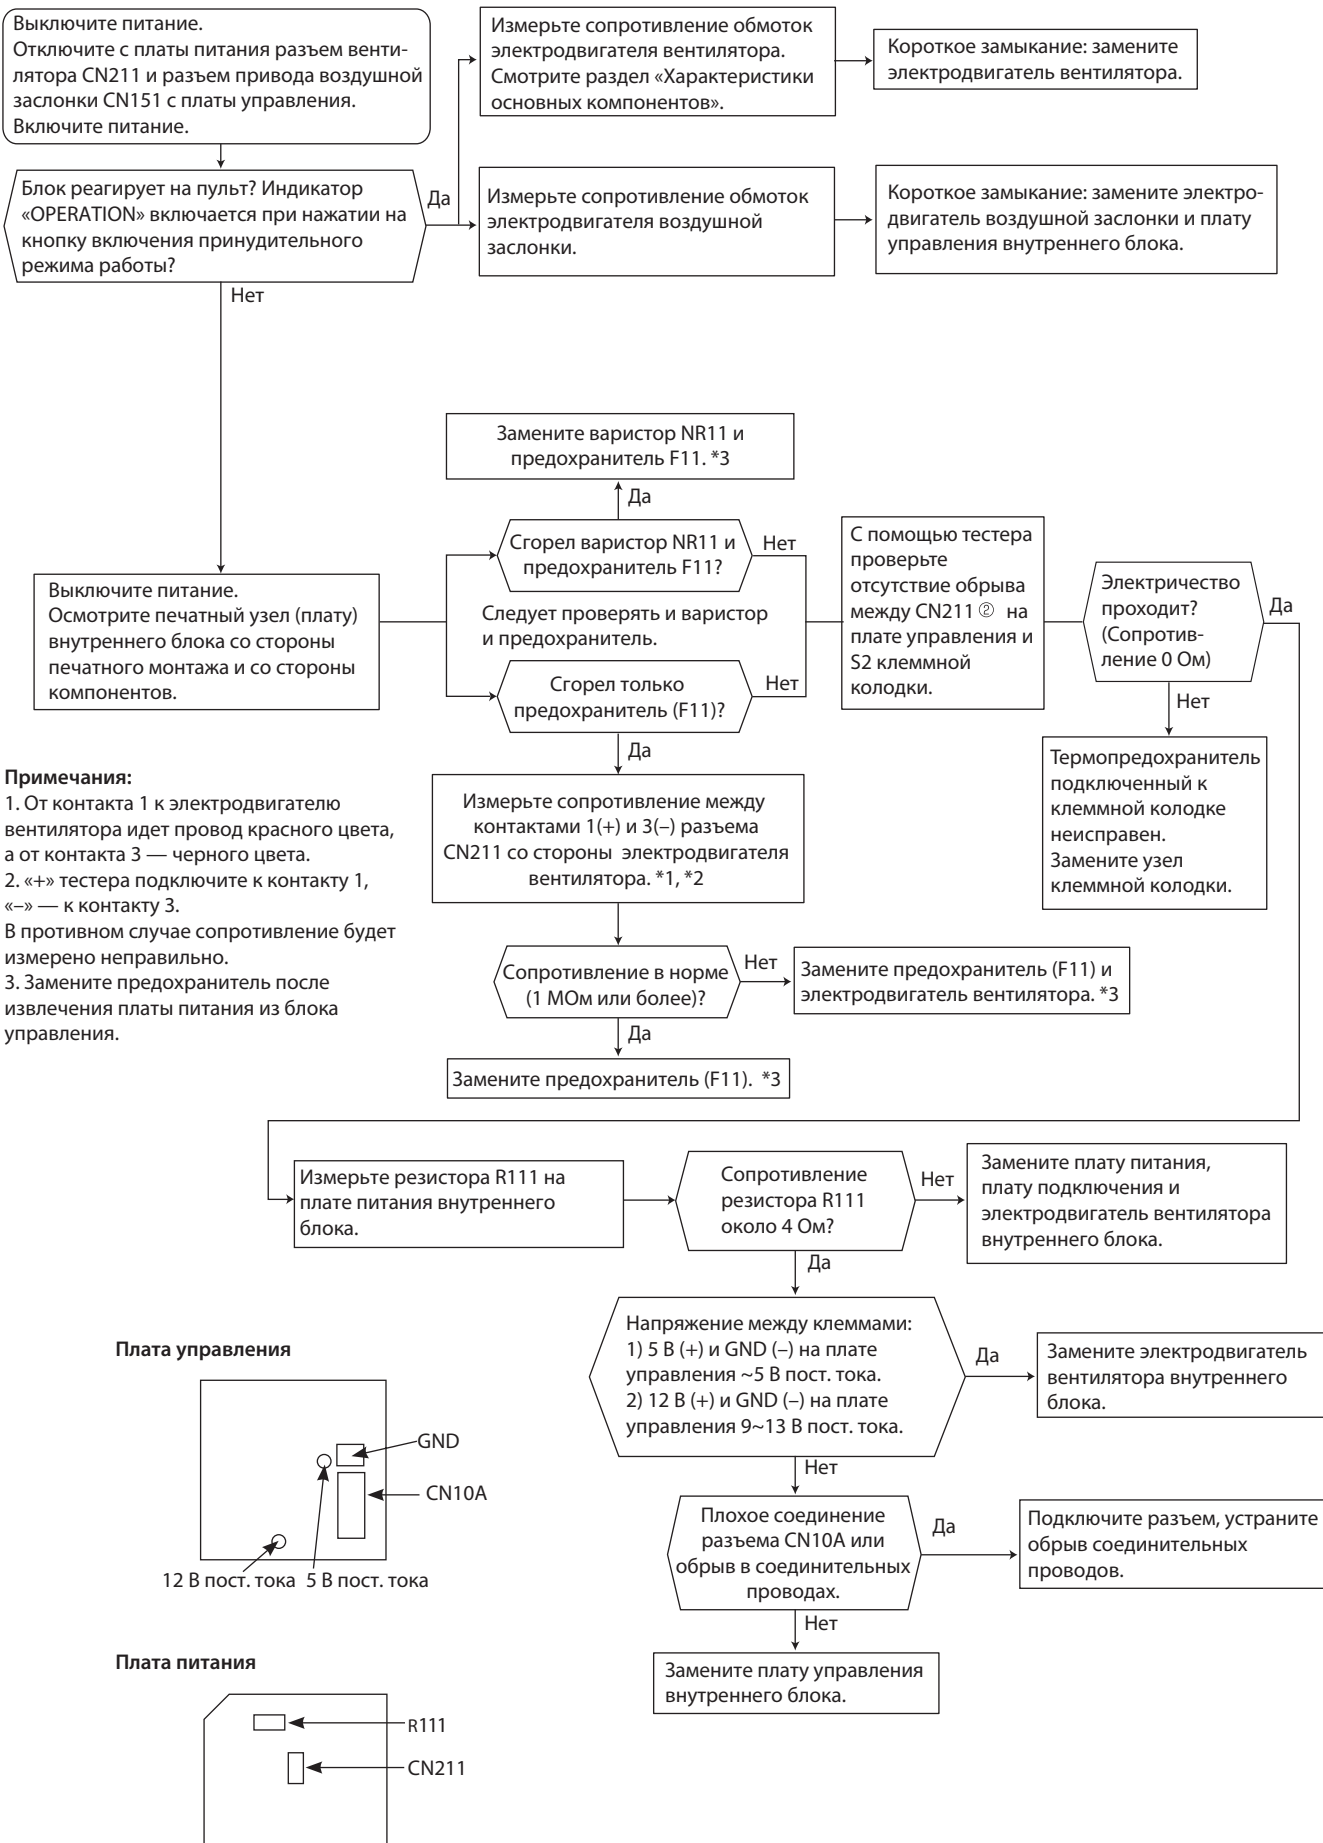 Выключите питание.
Отключите с платы питания разъем венти-
лятора CN211 и разъем привода воздушной
заслонки CN151 с платы управления.
Включите питание.
Измерьте сопротивление обмоток
электродвигателя вентилятора.
Смотрите раздел «Характеристики
основных компонентов».
Короткое замыкание: замените
электродвигатель вентилятора.
Блок реагирует на пульт? Индикатор
«OPERATION» включается при нажатии на
кнопку включения принудительного
режима работы?
Да
Измерьте сопротивление обмоток
электродвигателя воздушной
заслонки.
Короткое замыкание: замените электро-
двигатель воздушной заслонки и плату
управления внутреннего блока.
Нет
Замените варистор NR11 и
предохранитель F11. *3
Да
Сгорел варистор NR11 и
предохранитель F11?
Нет
Выключите питание.
Осмотрите печатный узел (плату)
внутреннего блока со стороны
печатного монтажа и со стороны
компонентов.
Следует проверять и варистор
и предохранитель.
Сгорел только
предохранитель (F11)?
Нет
С помощью тестера
проверьте
отсутствие обрыва
между CN211 ② на
плате управления и
S2 клеммной
колодки.
Электричество
проходит?
(Сопротив-
ление 0 Ом)
Да
Нет
Термопредохранитель
подключенный к
клеммной колодке
неисправен.
Замените узел
клеммной колодки.
Да
Измерьте сопротивление между
контактами 1(+) и 3(–) разъема
CN211 со стороны электродвигателя
вентилятора. *1, *2
Примечания:
1. От контакта 1 к электродвигателю
вентилятора идет провод красного цвета,
а от контакта 3 — черного цвета.
2. «+» тестера подключите к контакту 1,
«–» — к контакту 3.
В противном случае сопротивление будет
измерено неправильно.
3. Замените предохранитель после
извлечения платы питания из блока
управления.
Сопротивление в норме
(1 МОм или более)?
Нет
Замените предохранитель (F11) и
электродвигатель вентилятора. *3
Да
Замените предохранитель (F11). *3
Измерьте резистора R111 на
плате питания внутреннего
блока.
Сопротивление
резистора R111
около 4 Ом?
Нет
Замените плату питания,
плату подключения и
электродвигатель вентилятора
внутреннего блока.
Да
Напряжение между клеммами:
1) 5 В (+) и GND (–) на плате
управления ~5 В пост. тока.
2) 12 В (+) и GND (–) на плате
управления 9~13 В пост. тока.
Да
Замените электродвигатель
вентилятора внутреннего
блока.
Нет
Плохое соединение
разъема CN10A или
обрыв в соединительных
проводах.
Да
Подключите разъем, устраните
обрыв соединительных
проводов.
Нет
Замените плату управления
внутреннего блока.
Плата управления
GND
CN10A
12 В пост. тока
5 В пост. тока
Плата питания
R111
CN211